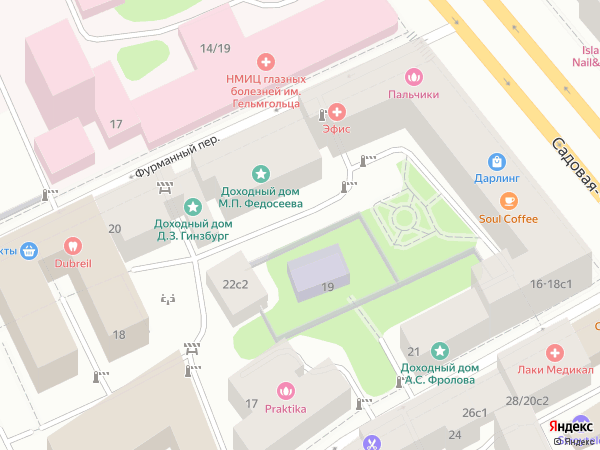 14/19
НМИЦ глазных
болезней им.
Гельмгольца
Пальчики
Isla
Nail&
17
Эфис
Фурманный пер.
Садовая-
Дарлинг
Доходный дом
М.П. Федосеева
Soul Coffee
Доходный дом
Д.З. Гинзбург
20
кты
Dubreil
22с2
19
16-18с1
18
21
Доходный дом
А.С. Фролова
Лаки Медикал
17
Praktika
28/20с2
26с1
24
Яндекс
© Яндекс